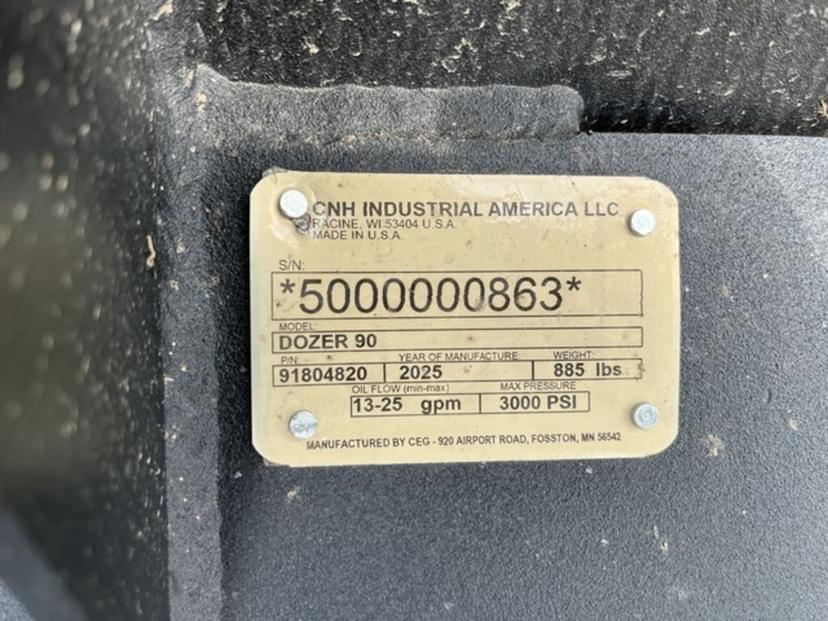 CNH INDUSTRIAL AMERICA LLC
RACINE, WI 53404 U.S.A.
MADE IN U.S.A.
S/N:
*5000000863*
MODEL:
DOZER 90
P/N: YEAR OF MANUFACTURE: WEIGHT:
91804820 2025 885 lbs
OIL FLOW (min-max) MAX PRESSURE
13-25 gpm 3000 PSI
MANUFACTURED BY CEG - 920 AIRPORT ROAD, FOSSTON, MN 56542